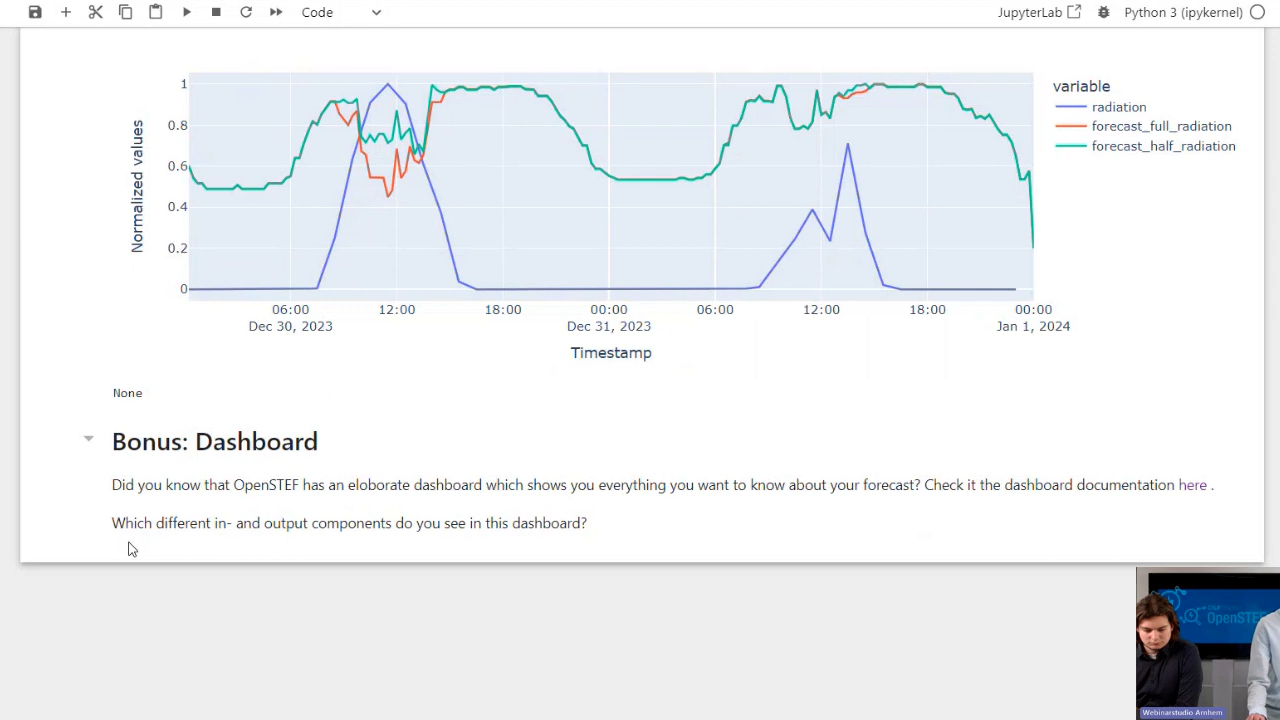 Code
JupyterLab
Python 3 (ipykernel)
1
0.8
0.6
0.4
0.2
0
Normalized values
06:00
12:00
18:00
00:00
06:00
12:00
18:00
00:00
Dec 30, 2023
Dec 31, 2023
Jan 1, 2024
Timestamp
variable
radiation
forecast_full_radiation
forecast_half_radiation
None
Bonus: Dashboard
Did you know that OpenSTEF has an eloborate dashboard which shows you everything you want to know about your forecast? Check it the dashboard documentation here .
Which different in- and output components do you see in this dashboard?
OpenSTEF
Webinarstudio Arnhem